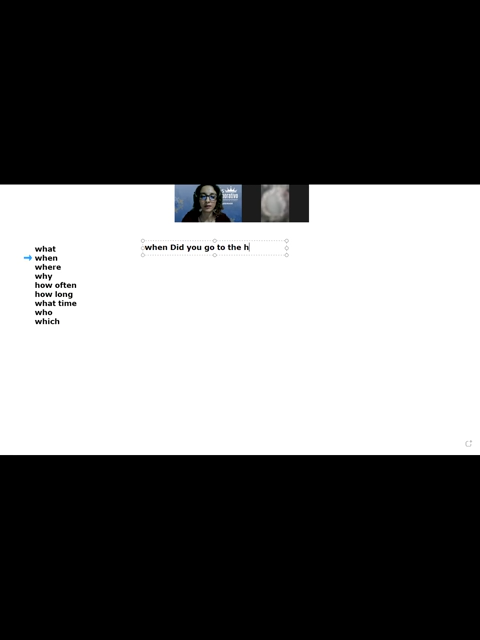 what
when
where
why
how often
how long
what time
who
which
when Did you go to the h